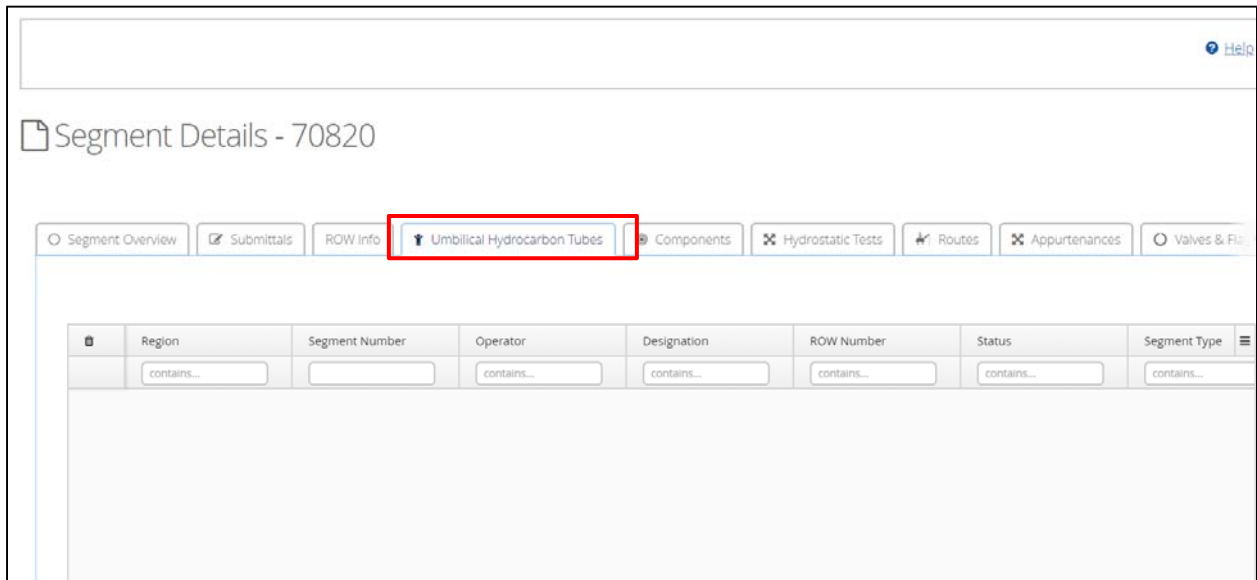 Help
Segment Details - 70820
Segment Overview Submittals ROW Info Umbilical Hydrocarbon Tubes Components Hydrostatic Tests Routes Appurtenances Valves &
Region Segment Number Operator Designation ROW Number Status Segment Type
contains... contains... contains... contains... contains... contains...